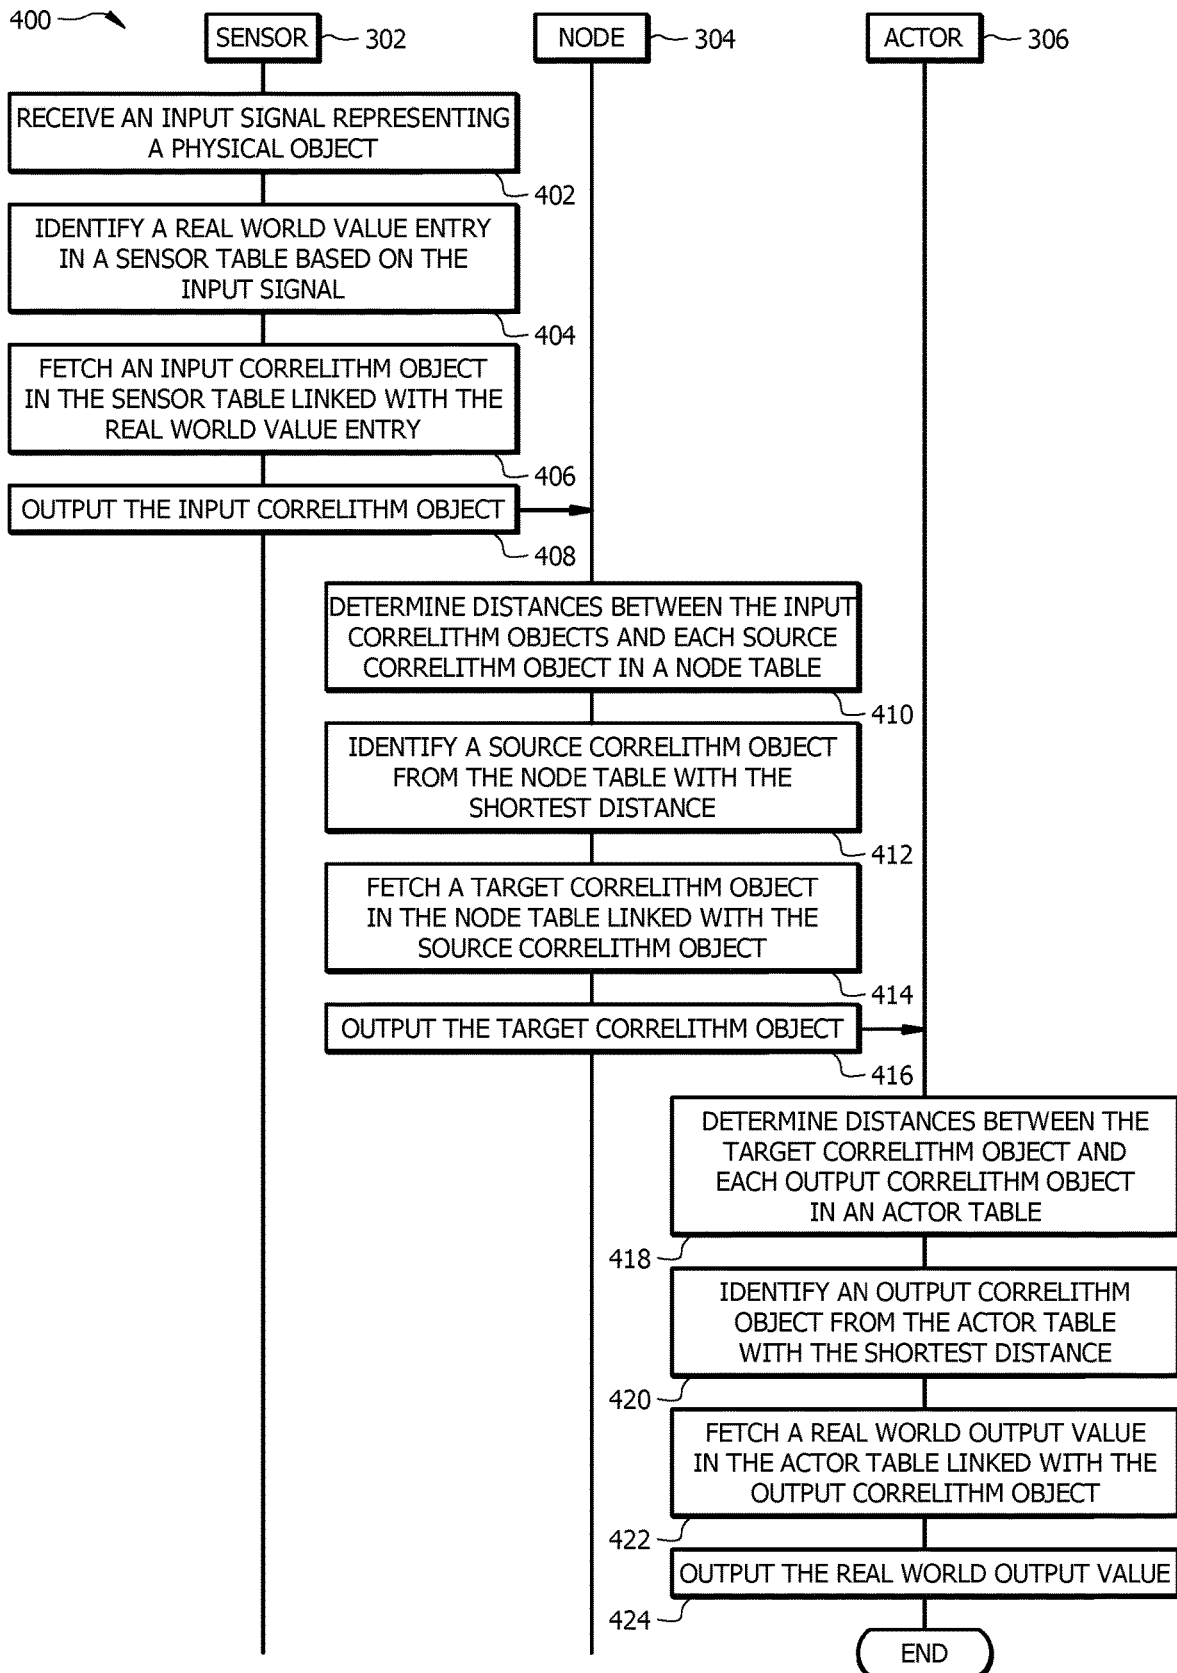 400
SENSOR
302
NODE
304
ACTOR
306
RECEIVE AN INPUT SIGNAL REPRESENTING
A PHYSICAL OBJECT
402
IDENTIFY A REAL WORLD VALUE ENTRY
IN A SENSOR TABLE BASED ON THE
INPUT SIGNAL
404
FETCH AN INPUT CORRELITHM OBJECT
IN THE SENSOR TABLE LINKED WITH THE
REAL WORLD VALUE ENTRY
406
OUTPUT THE INPUT CORRELITHM OBJECT
408
DETERMINE DISTANCES BETWEEN THE INPUT
CORRELITHM OBJECTS AND EACH SOURCE
CORRELITHM OBJECT IN A NODE TABLE
410
IDENTIFY A SOURCE CORRELITHM OBJECT
FROM THE NODE TABLE WITH THE
SHORTEST DISTANCE
412
FETCH A TARGET CORRELITHM OBJECT
IN THE NODE TABLE LINKED WITH THE
SOURCE CORRELITHM OBJECT
414
OUTPUT THE TARGET CORRELITHM OBJECT
416
DETERMINE DISTANCES BETWEEN THE
TARGET CORRELITHM OBJECT AND
EACH OUTPUT CORRELITHM OBJECT
IN AN ACTOR TABLE
418
IDENTIFY AN OUTPUT CORRELITHM
OBJECT FROM THE ACTOR TABLE
WITH THE SHORTEST DISTANCE
420
FETCH A REAL WORLD OUTPUT VALUE
IN THE ACTOR TABLE LINKED WITH THE
OUTPUT CORRELITHM OBJECT
422
OUTPUT THE REAL WORLD OUTPUT VALUE
424
END